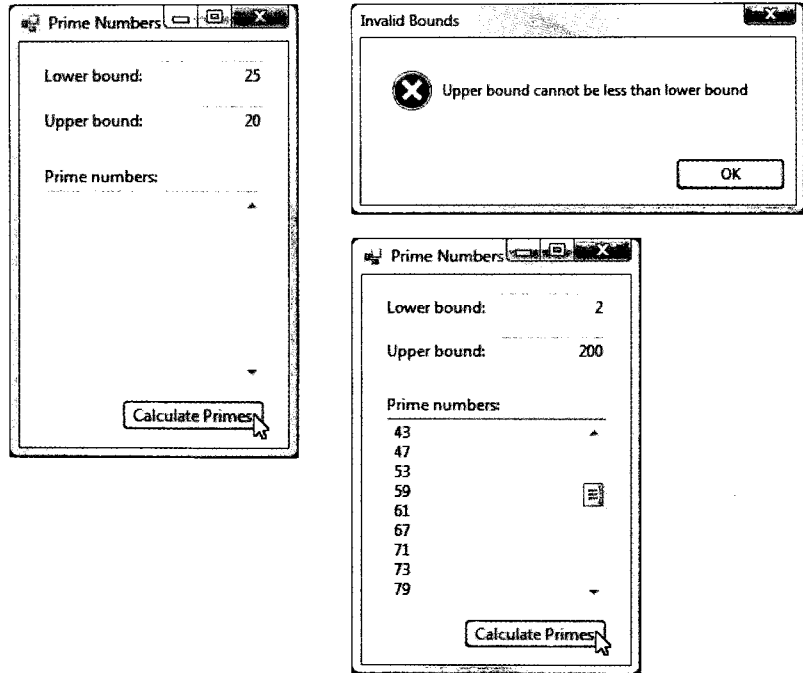 Prime Numbers
Lower bound: 25
Upper bound: 20
Prime numbers:
Calculate Primes
Invalid Bounds
Upper bound cannot be less than lower bound
OK
Prime Numbers
Lower bound: 2
Upper bound: 200
Prime numbers:
43
47
53
59
61
67
71
73
79
Calculate Primes